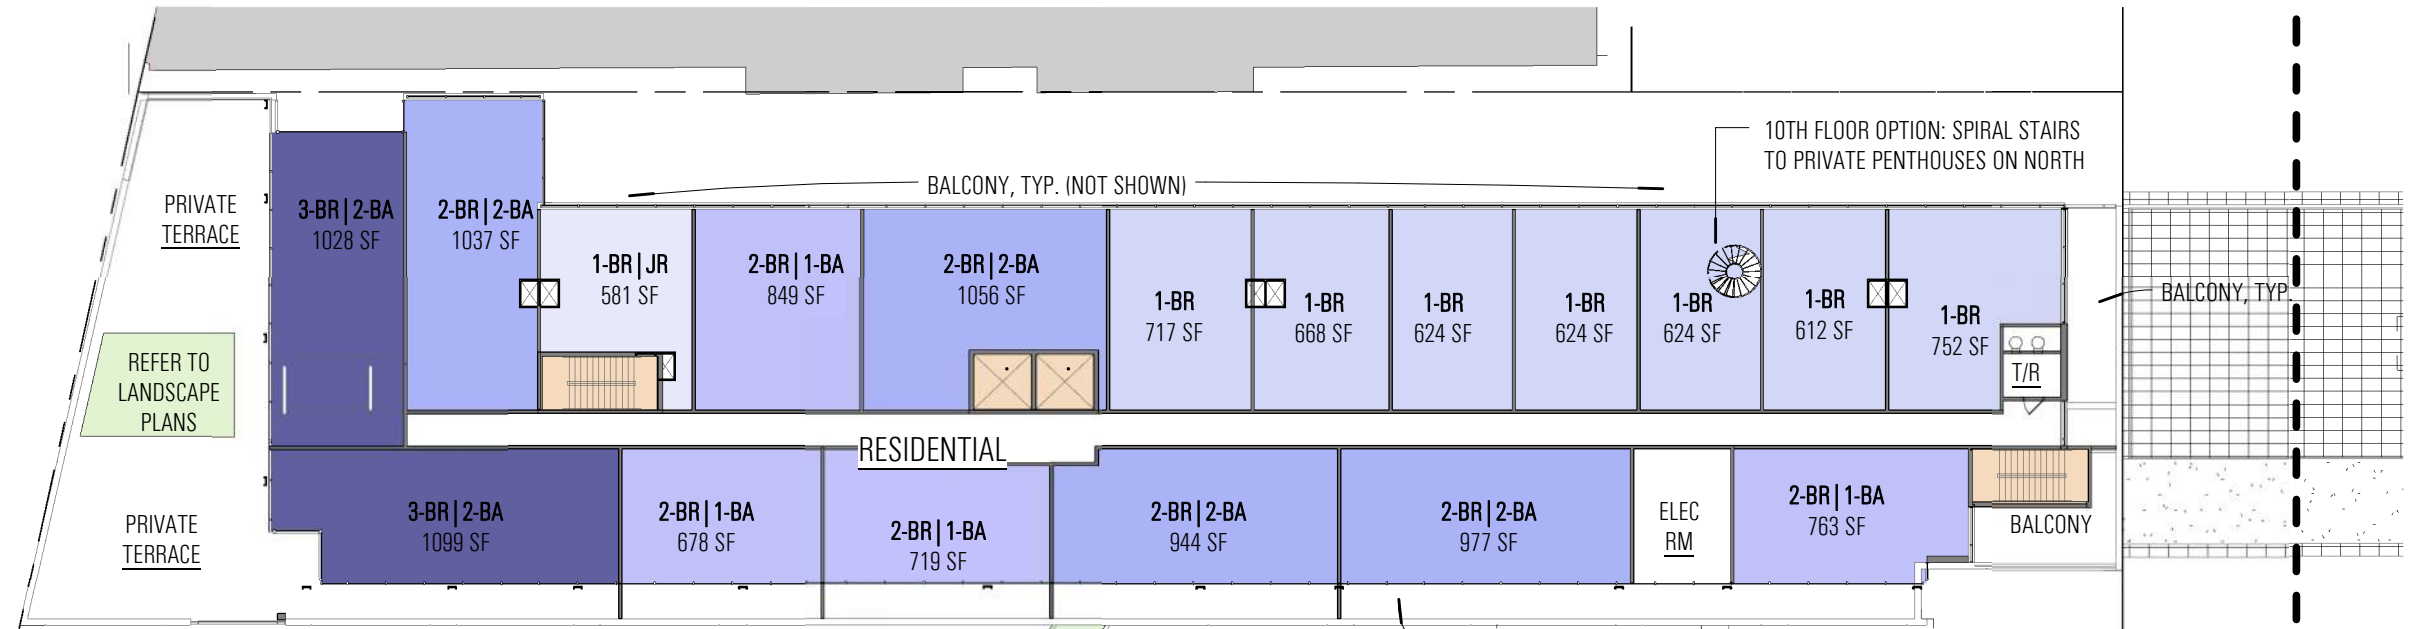 10TH FLOOR OPTION: SPIRAL STAIRS
TO PRIVATE PENTHOUSES ON NORTH
BALCONY, TYP. (NOT SHOWN)
PRIVATE
TERRACE
3-BR | 2-BA
1028 SF
2-BR | 2-BA
1037 SF
1-BR | JR
581 SF
2-BR | 1-BA
849 SF
2-BR | 2-BA
1056 SF
1-BR
717 SF
1-BR
668 SF
1-BR
624 SF
1-BR
624 SF
1-BR
624 SF
1-BR
612 SF
1-BR
752 SF
BALCONY, TYP.
T/R
REFER TO
LANDSCAPE
PLANS
RESIDENTIAL
PRIVATE
TERRACE
3-BR | 2-BA
1099 SF
2-BR | 1-BA
678 SF
2-BR | 1-BA
719 SF
2-BR | 2-BA
944 SF
2-BR | 2-BA
977 SF
ELEC
RM
2-BR | 1-BA
763 SF
BALCONY